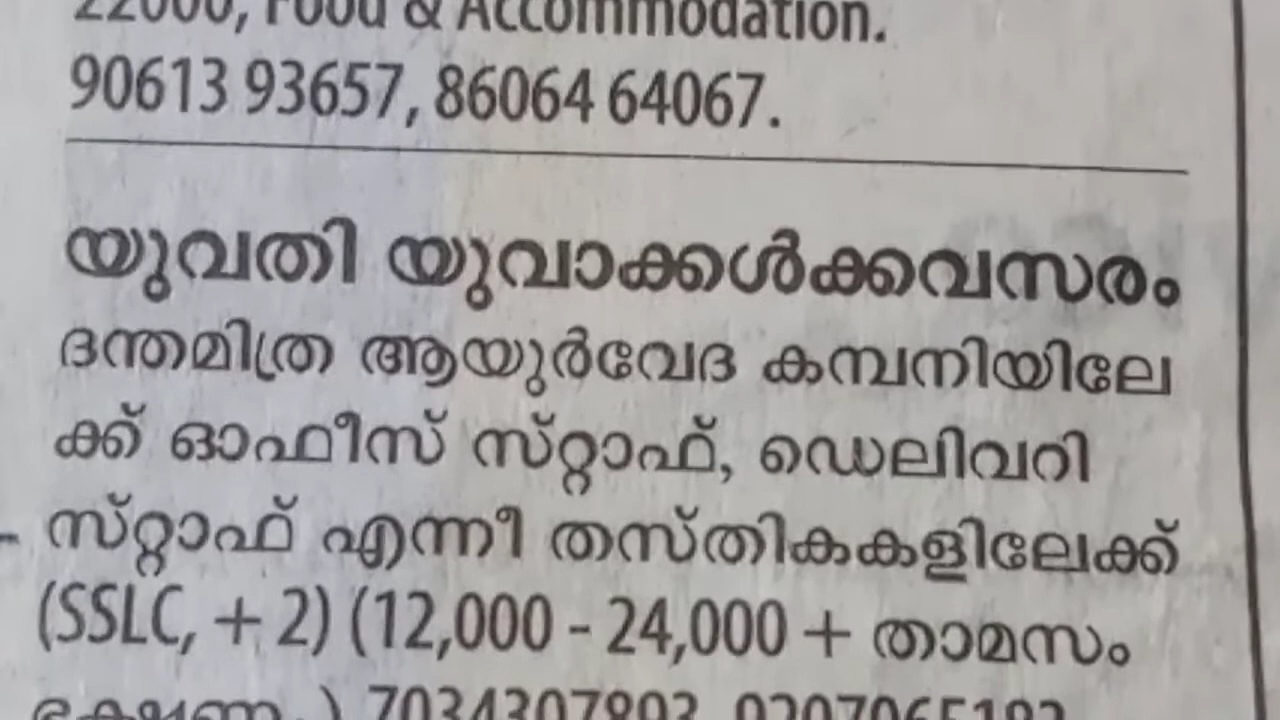 22000, Food & Accommodation.
90613 93657, 86064 64067.
യുവതി യുവാക്കൾക്കവസരം
ദന്തമിത്ര ആയുർവേദ കമ്പനിയിലേ
ക്ക് ഓഫീസ് സ്റ്റാഫ്, ഡെലിവറി
സ്റ്റാഫ് എന്നീ തസ്തികകളിലേക്ക്
(SSLC, + 2) (12,000 - 24,000 + താമസം